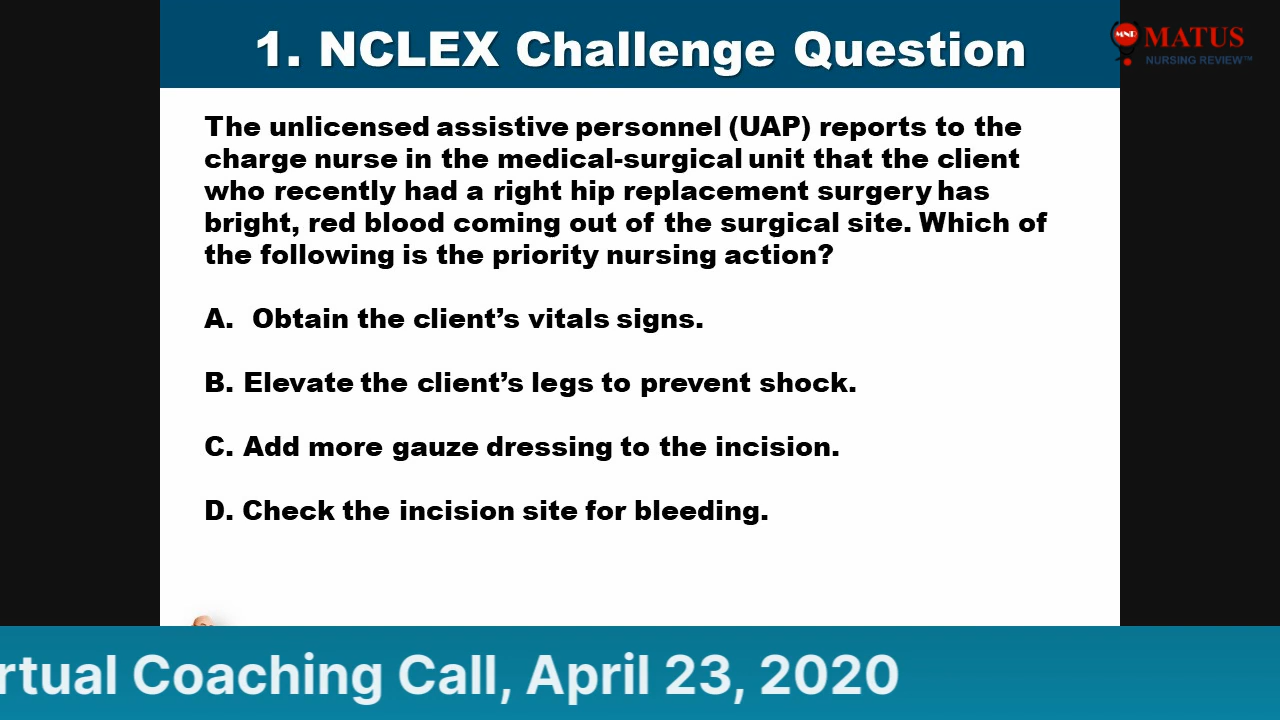 1. NCLEX Challenge Question
MNR MATUS
NURSING REVIEW™
The unlicensed assistive personnel (UAP) reports to the
charge nurse in the medical-surgical unit that the client
who recently had a right hip replacement surgery has
bright, red blood coming out of the surgical site. Which of
the following is the priority nursing action?
A. Obtain the client’s vitals signs.
B. Elevate the client’s legs to prevent shock.
C. Add more gauze dressing to the incision.
D. Check the incision site for bleeding.
rtual Coaching Call, April 23, 2020